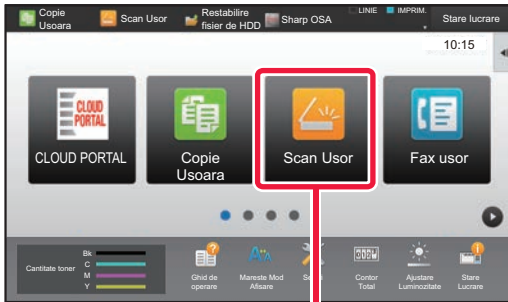 Copie Usoara
Scan Usor
Restabilire fisier de HDD
Sharp OSA
LINIE
IMPRIM.
Stare lucrare
10:15
CLOUD PORTAL
CLOUD PORTAL
Copie Usoara
Scan Usor
Fax usor
Cantitate toner
Bk
C
M
Y
Ghid de operare
Mareste Mod Afisare
Contor Total
Ajustare Luminozitate
Stare Lucrare